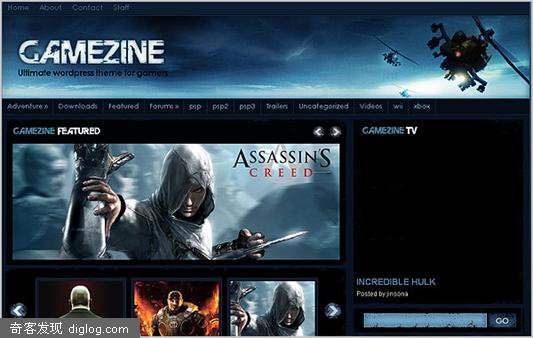 Home About Contact Staff
GAMEZINE
Ultimate wordpress theme for gamers
Adventure » Downloads Featured Forums » psp psp2 psp3 Trailers Uncategorized Videos wii xbox
GAMEZINE FEATURED
GAMEZINE TV
ASSASSIN'S
CREED
INCREDIBLE HULK
Posted by jinsona
GO
奇客发现 diglog.com